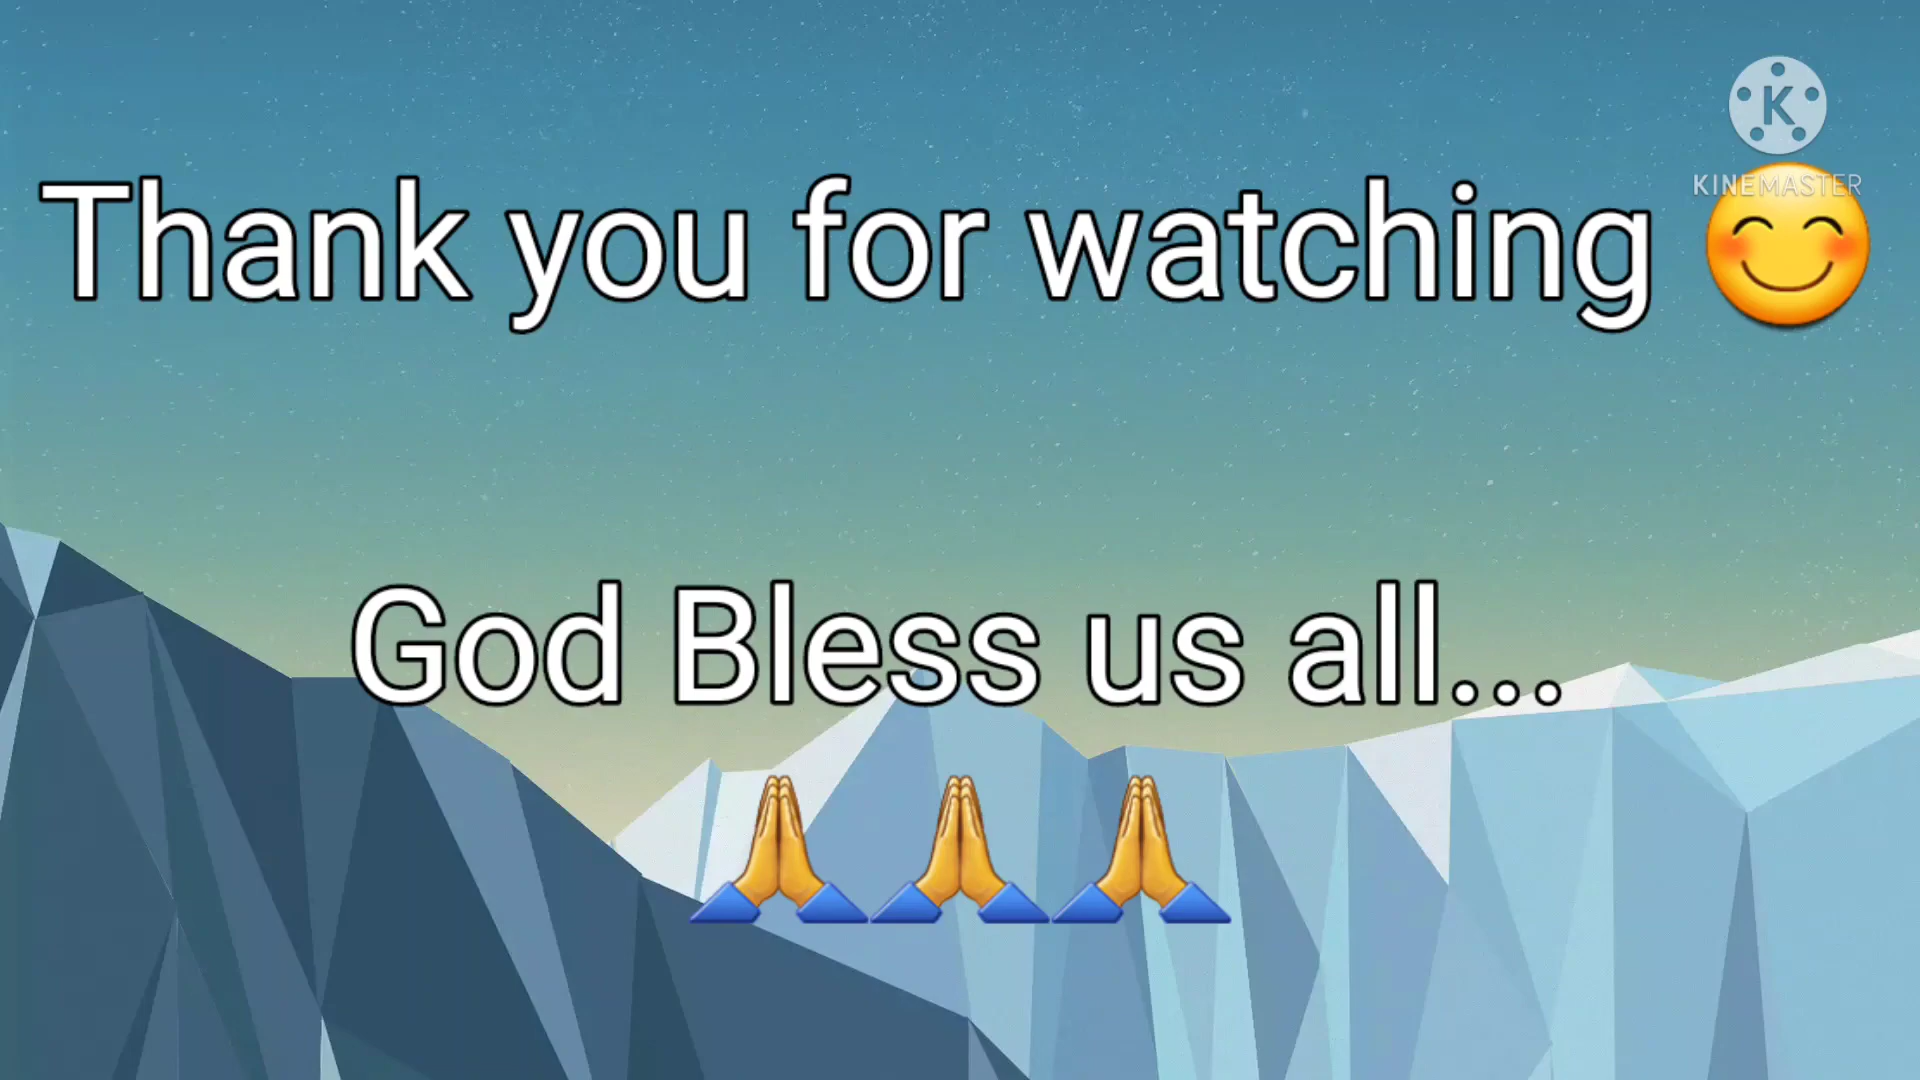 K
KINEMASTER
Thank you for watching 😊
God Bless us all...
🙏🙏🙏